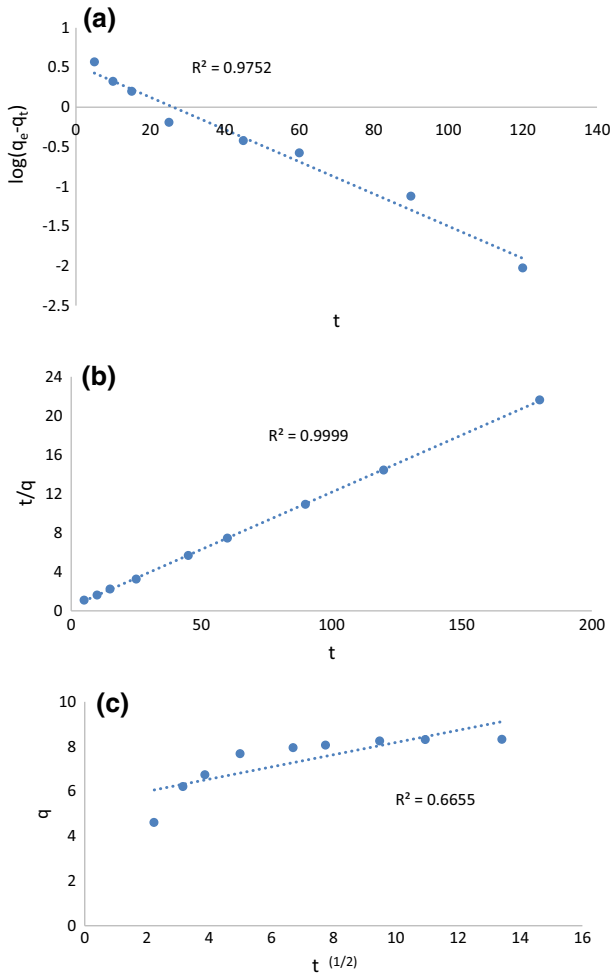 (a)
1
0.5
0
-0.5
-1
-1.5
-2
-2.5
0 20 40 60 80 100 120 140
R² = 0.9752
log(qₑ-qₜ)
t
(b)
24
20
16
12
8
4
0
0 50 100 150 200
R² = 0.9999
t/q
t
(c)
10
8
6
4
2
0
0 2 4 6 8 10 12 14 16
R² = 0.6655
q
t (1/2)